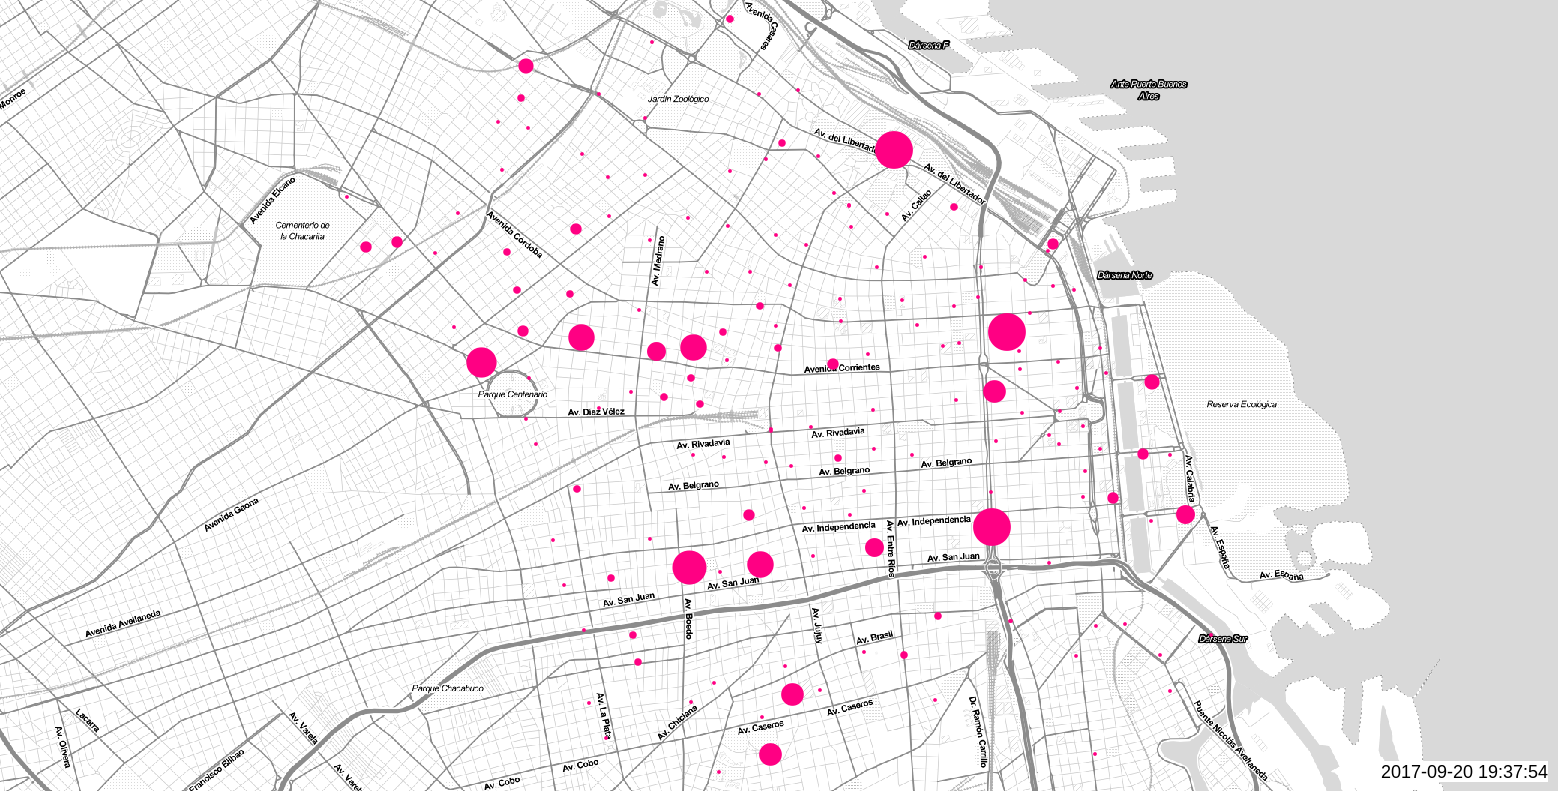 Avenida Casares
Dársena F
Ante Puerto Buenos
Aires
Monroe
Jardín Zoológico
Av. del Libertador
Av. del Libertador
Avenida Elcano
Av. Callao
Cementerio de
la Chacarita
Avenida Córdoba
Av. Medrano
Dársena Norte
Avenida Corrientes
Parque Centenario
Reserva Ecológica
Av. Díaz Vélez
Av. Rivadavia
Av. Rivadavia
Av. Belgrano
Av. Belgrano
Av. Belgrano
Av. Calabria
Avenida Gaona
Av. Independencia
Av. Independencia
Av. Entre Ríos
Av. España
Av. San Juan
Av. España
Av. San Juan
Av. San Juan
Avenida Avellaneda
Av. Boedo
Av. Jujuy
Av. Brasil
Dársena Sur
Parque Chacabuco
Av. La Plata
Av. Chiclana
Av. Caseros
Av. Caseros
Dr. Ramón Carrillo
Puente Nicolás Avellaneda
Lacarra
Av. Olivera
Av. Varela
Francisco Bilbao
Av. Varela
Av. Cobo
Av. Cobo
2017-09-20 19:37:54